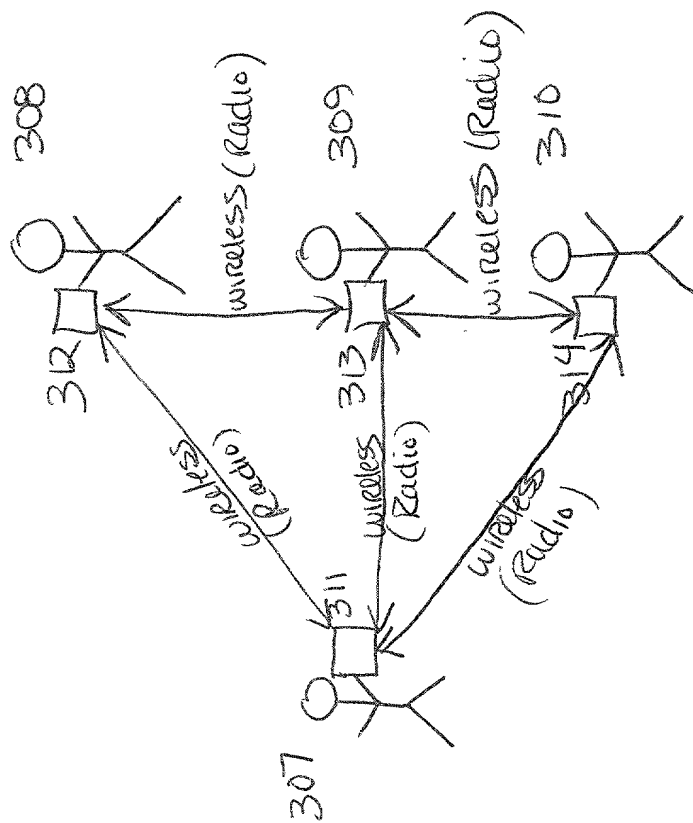 308
wireless (Radio)
309
wireless (Radio)
310
312
313
314
wireless
(Radio)
wireless
(Radio)
wireless
(Radio)
311
307